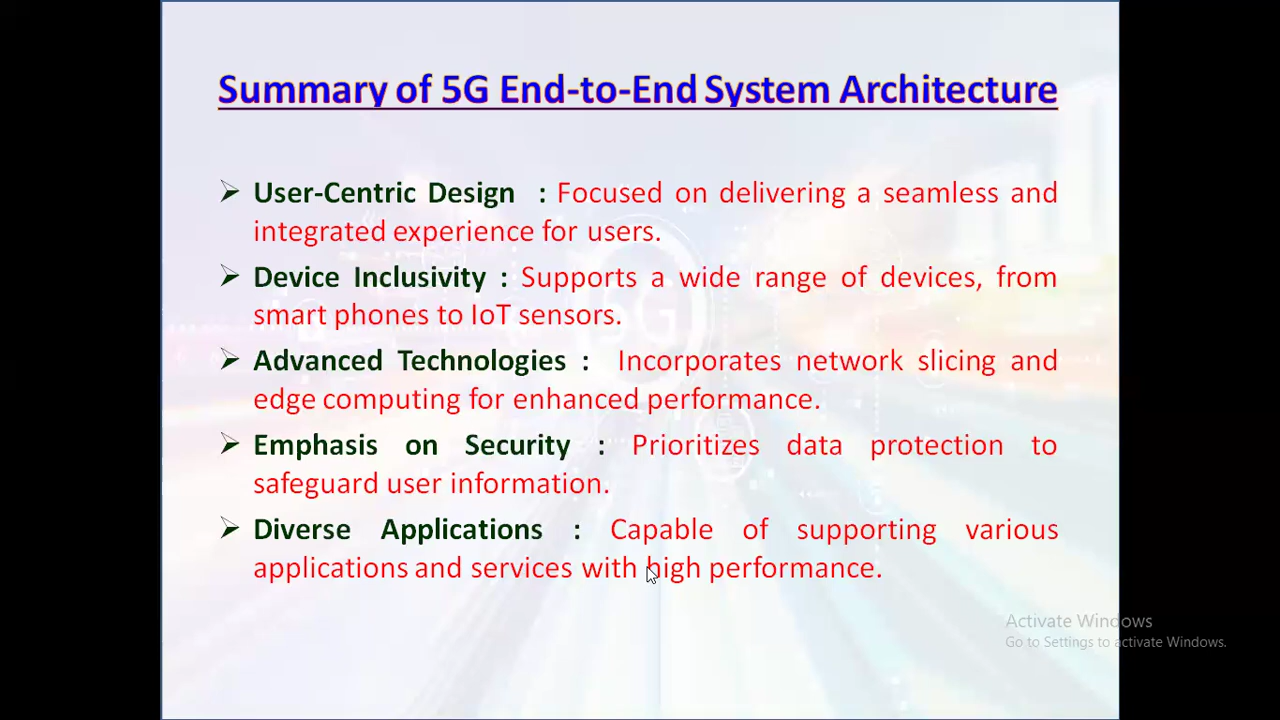 Summary of 5G End-to-End System Architecture
➢ User-Centric Design : Focused on delivering a seamless and
integrated experience for users.
➢ Device Inclusivity : Supports a wide range of devices, from
smart phones to IoT sensors.
➢ Advanced Technologies : Incorporates network slicing and
edge computing for enhanced performance.
➢ Emphasis on Security : Prioritizes data protection to
safeguard user information.
➢ Diverse Applications : Capable of supporting various
applications and services with high performance.
Activate Windows
Go to Settings to activate Windows.